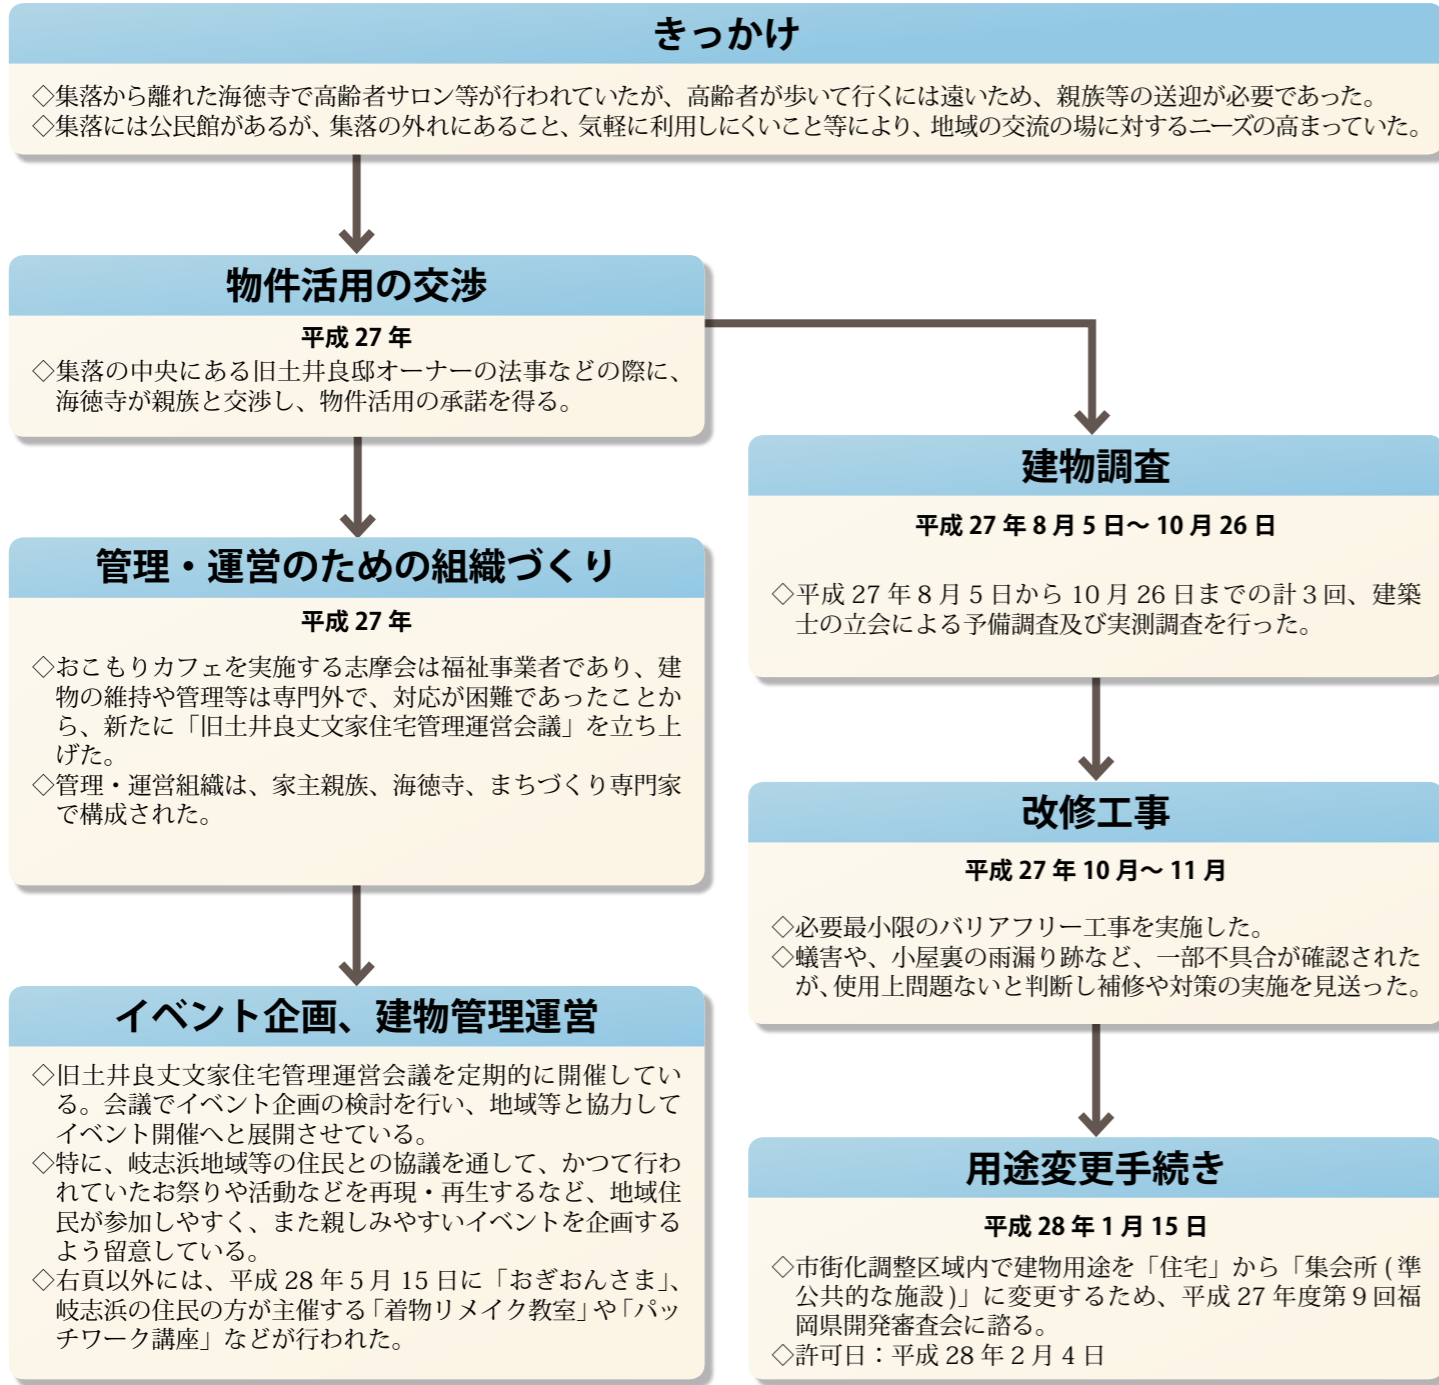 きっかけ
◇集落から離れた海徳寺で高齢者サロン等が行われていたが、高齢者が歩いて行くには遠いため、親族等の送迎が必要であった。
◇集落には公民館があるが、集落の外れにあること、気軽に利用しにくいこと等により、地域の交流の場に対するニーズの高まっていた。
物件活用の交渉
平成 27 年
◇集落の中央にある旧土井良邸オーナーの法事などの際に、
海徳寺が親族と交渉し、物件活用の承諾を得る。
管理・運営のための組織づくり
平成 27 年
◇おこもりカフェを実施する志摩会は福祉事業者であり、建
物の維持や管理等は専門外で、対応が困難であったことか
ら、新たに「旧土井良丈文家住宅管理運営会議」を立ち上
げた。
◇管理・運営組織は、家主親族、海徳寺、まちづくり専門家
で構成された。
イベント企画、建物管理運営
◇旧土井良丈文家住宅管理運営会議を定期的に開催してい
る。会議でイベント企画の検討を行い、地域等と協力して
イベント開催へと展開させている。
◇特に、岐志浜地域等の住民との協議を通して、かつて行わ
れていたお祭りや活動などを再現・再生するなど、地域住
民が参加しやすく、また親しみやすいイベントを企画する
よう留意している。
◇右頁以外には、平成 28 年 5 月 15 日に「おぎおんさま」、
岐志浜の住民の方が主催する「着物リメイク教室」や「パッ
チワーク講座」などが行われた。
建物調査
平成 27 年 8 月 5 日〜 10 月 26 日
◇平成 27 年 8 月 5 日から 10 月 26 日までの計 3 回、建築
士の立会による予備調査及び実測調査を行った。
改修工事
平成 27 年 10 月〜 11 月
◇必要最小限のバリアフリー工事を実施した。
◇蟻害や、小屋裏の雨漏り跡など、一部不具合が確認された
が、使用上問題ないと判断し補修や対策の実施を見送った。
用途変更手続き
平成 28 年 1 月 15 日
◇市街化調整区域内で建物用途を「住宅」から「集会所 ( 準
公共的な施設 )」に変更するため、平成 27 年度第 9 回福
岡県開発審査会に諮る。
◇許可日：平成 28 年 2 月 4 日